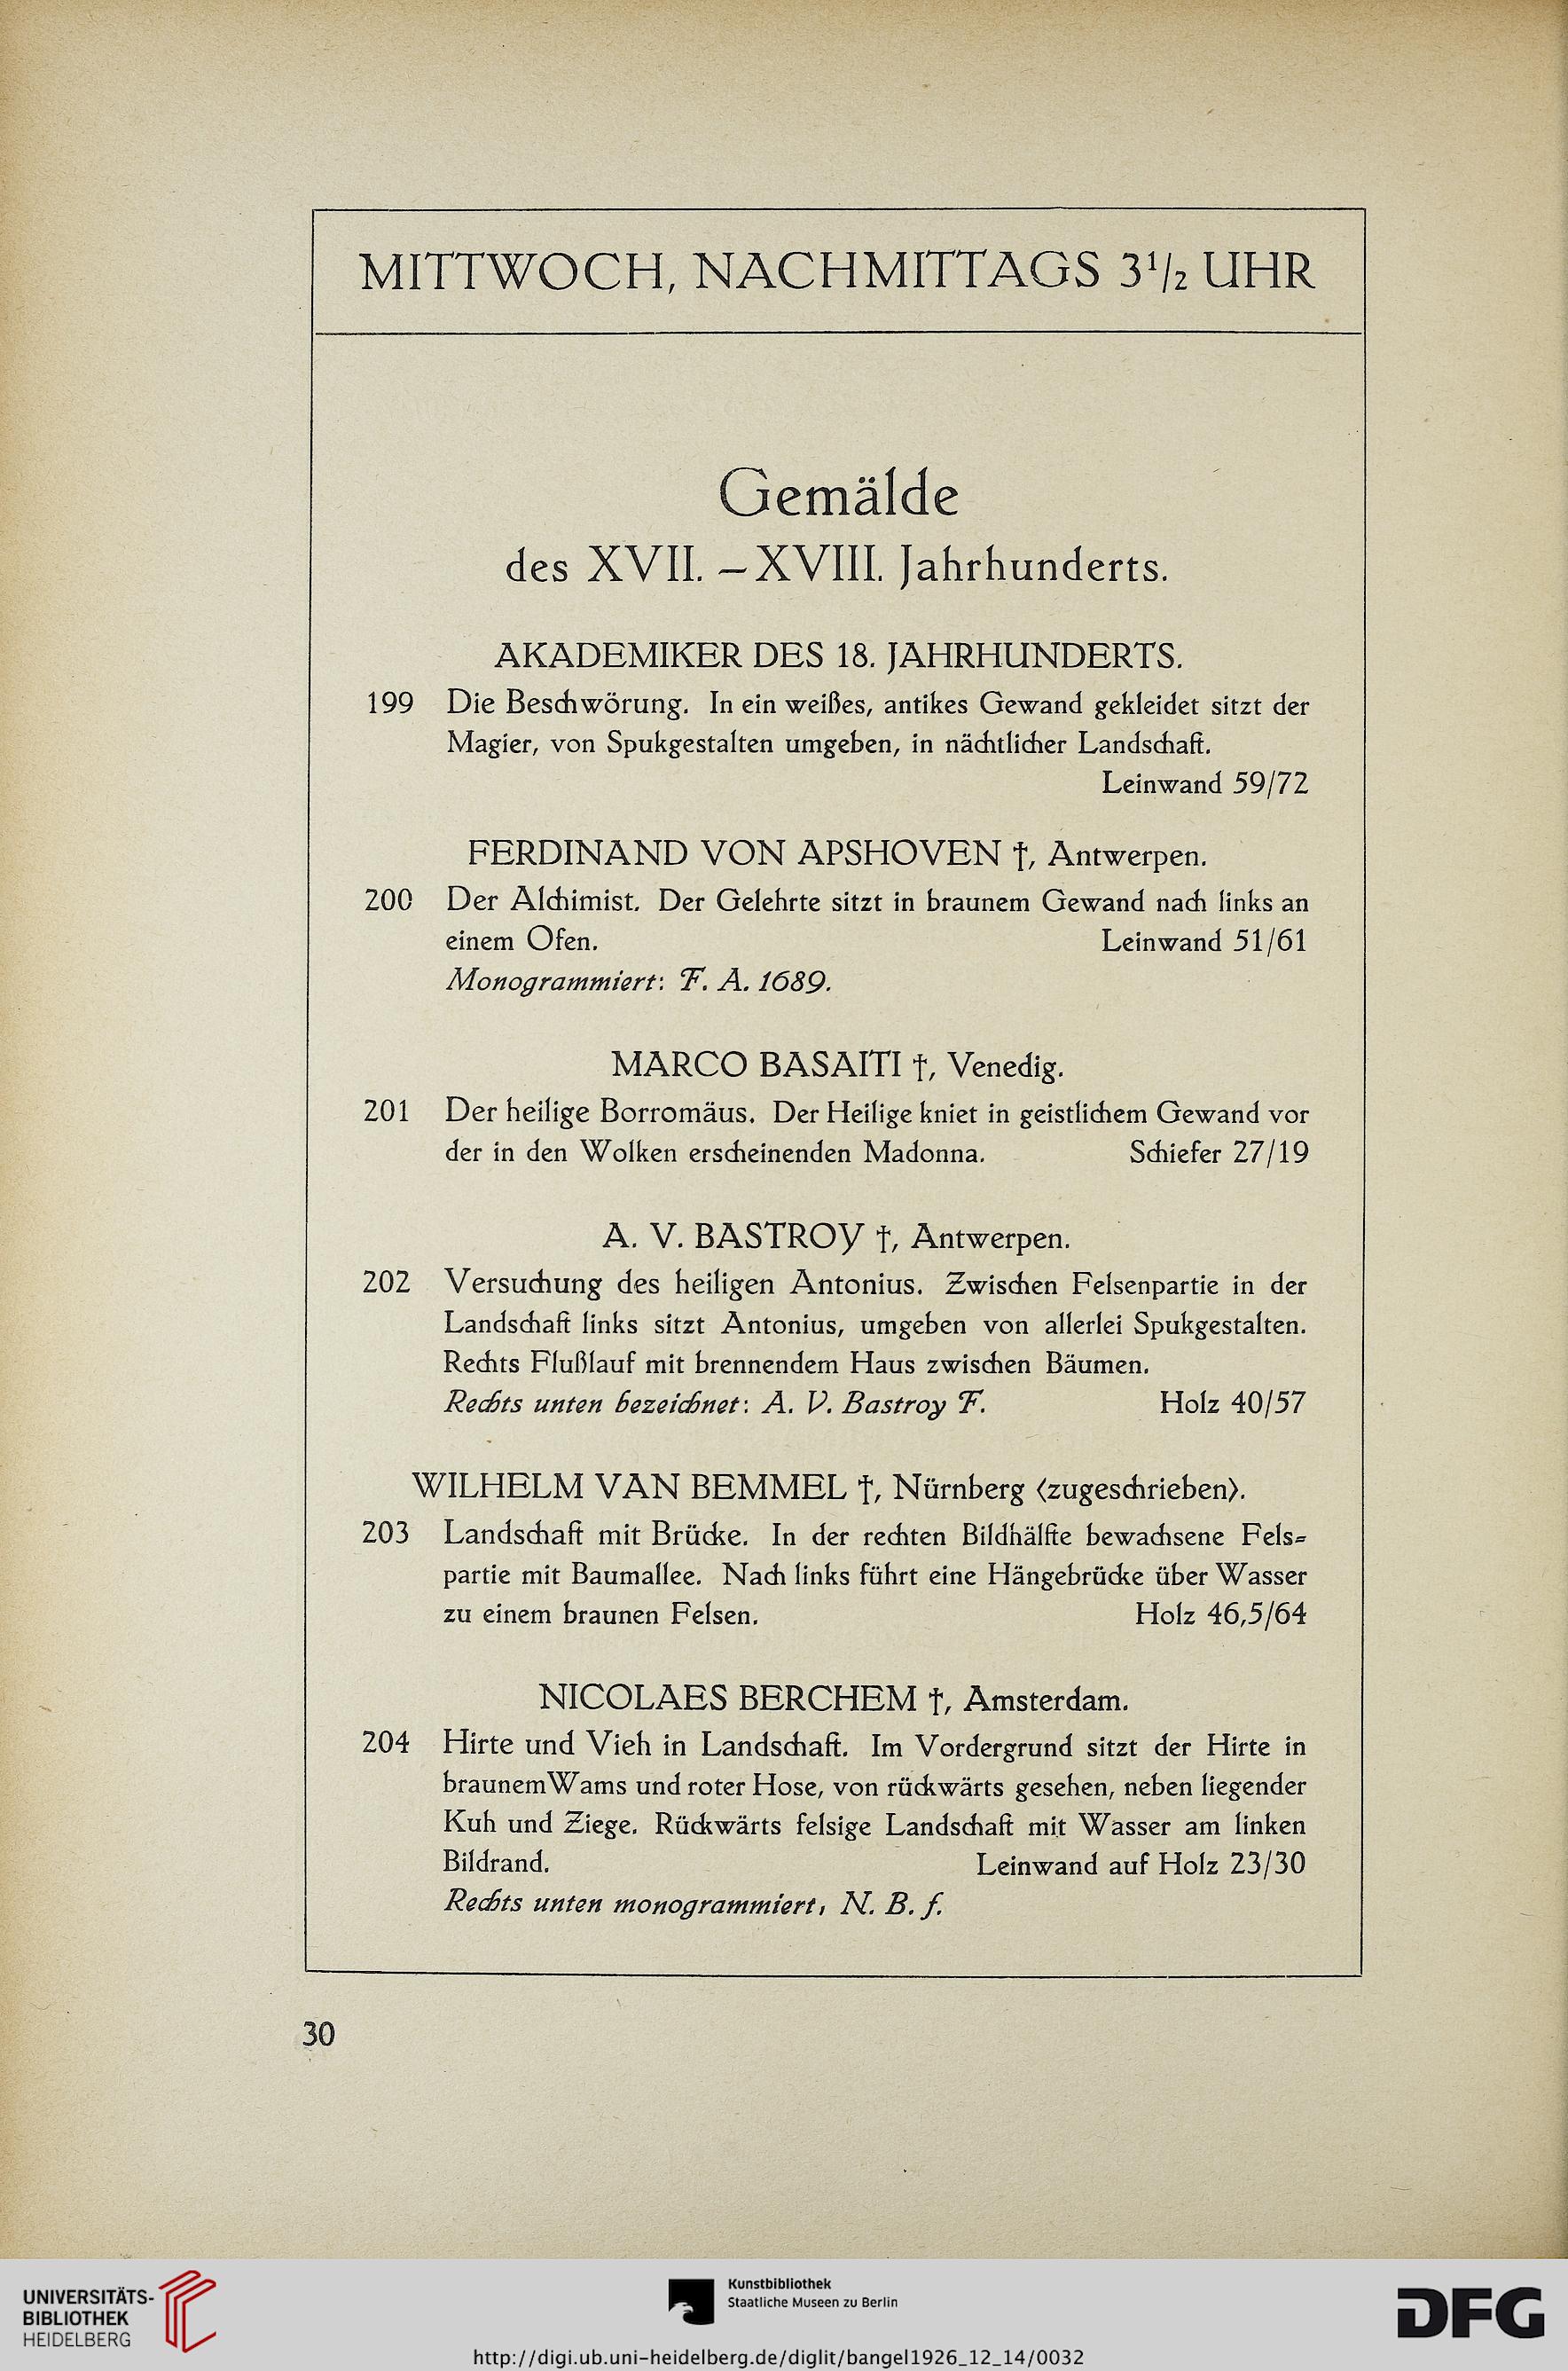 MITTWOCH, NACHMITTAGS 3¹/₂ UHR
Gemälde
des XVII. – XVIII. Jahrhunderts.
AKADEMIKER DES 18. JAHRHUNDERTS.
199 Die Beschwörung. In ein weißes, antikes Gewand gekleidet sitzt der
Magier, von Spukgestalten umgeben, in nächtlicher Landschaft.
Leinwand 59/72
FERDINAND VON APSHOVEN †, Antwerpen.
200 Der Alchimist. Der Gelehrte sitzt in braunem Gewand nach links an
einem Ofen. Leinwand 51/61
Monogrammiert: F. A. 1689.
MARCO BASAITI †, Venedig.
201 Der heilige Borromäus. Der Heilige kniet in geistlichem Gewand vor
der in den Wolken erscheinenden Madonna. Schiefer 27/19
A. V. BASTROY †, Antwerpen.
202 Versuchung des heiligen Antonius. Zwischen Felsenpartie in der
Landschaft links sitzt Antonius, umgeben von allerlei Spukgestalten.
Rechts Flußlauf mit brennendem Haus zwischen Bäumen.
Rechts unten bezeichnet: A. V. Bastroy F. Holz 40/57
WILHELM VAN BEMMEL †, Nürnberg ⟨zugeschrieben⟩.
203 Landschaft mit Brücke. In der rechten Bildhälfte bewachsene Fels=
partie mit Baumallee. Nach links führt eine Hängebrücke über Wasser
zu einem braunen Felsen. Holz 46,5/64
NICOLAES BERCHEM †, Amsterdam.
204 Hirte und Vieh in Landschaft. Im Vordergrund sitzt der Hirte in
braunem Wams und roter Hose, von rückwärts gesehen, neben liegender
Kuh und Ziege. Rückwärts felsige Landschaft mit Wasser am linken
Bildrand. Leinwand auf Holz 23/30
Rechts unten monogrammiert, N. B. f.
30
UNIVERSITÄTS-
BIBLIOTHEK
HEIDELBERG
Kunstbibliothek
Staatliche Museen zu Berlin
DFG
http://digi.ub.uni-heidelberg.de/diglit/bangel1926_12_14/0032